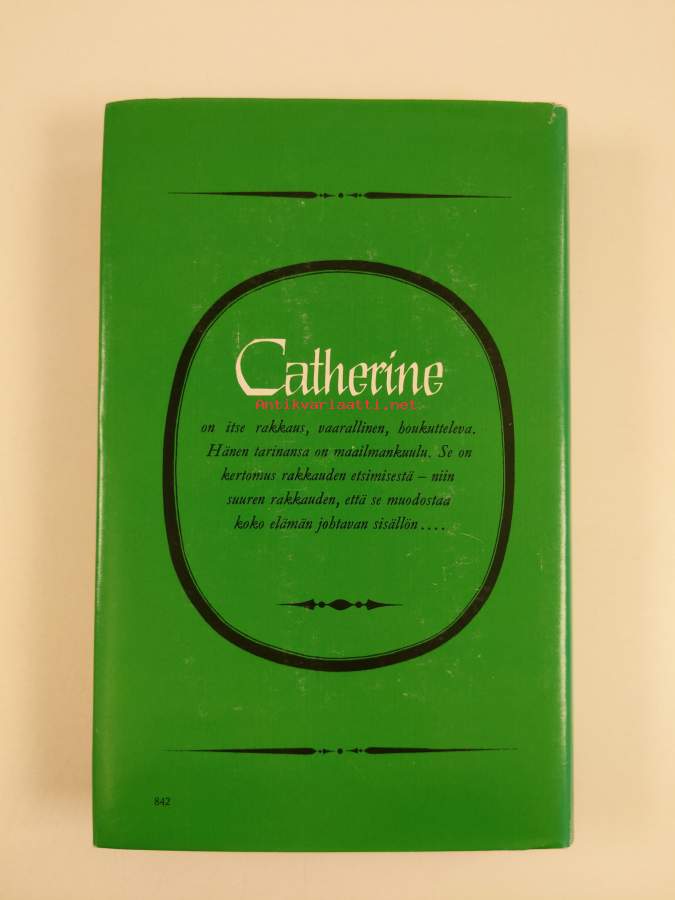 Catherine
Antikvariaatti.net
on itse rakkaus, vaarallinen, houkutteleva.
Hänen tarinansa on maailmankuulu. Se on
kertomus rakkauden etsimisestä – niin
suuren rakkauden, että se muodostaa
koko elämän johtavan sisällön ....
842